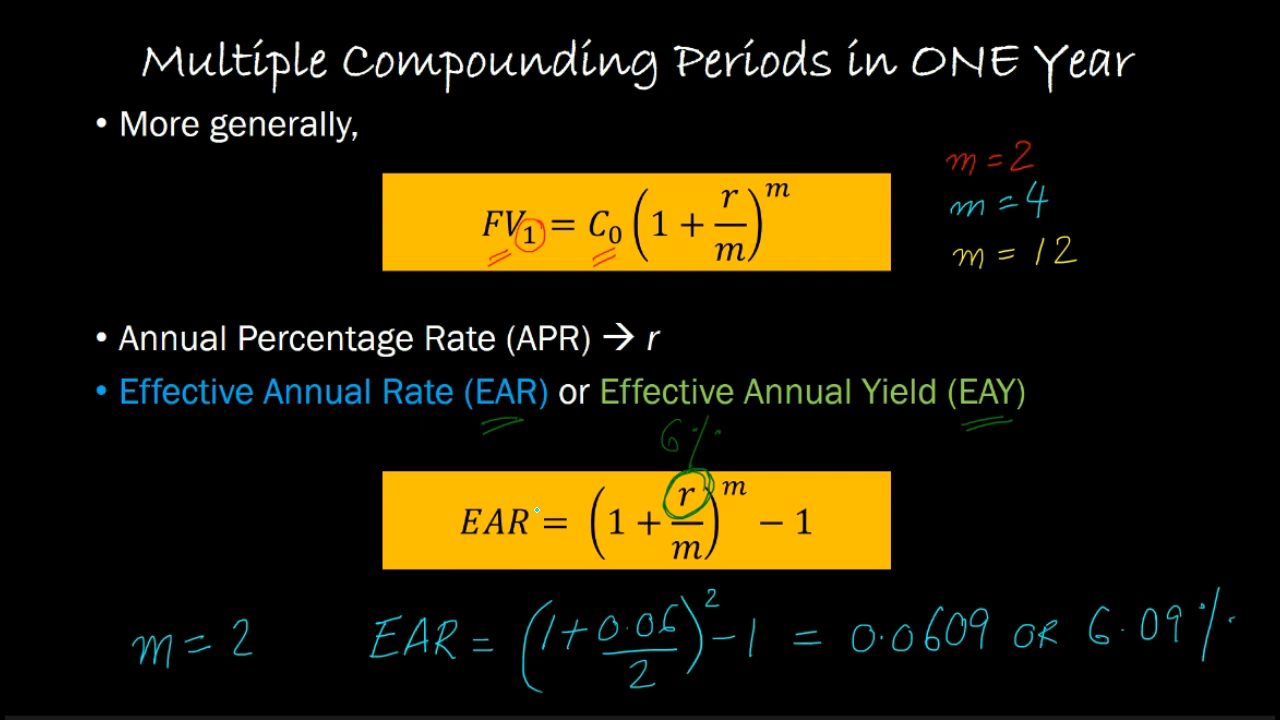 Multiple Compounding Periods in ONE Year
• More generally,
m = 2
m = 4
m = 12
FV₁ = C₀ (1 + r/m)^m
• Annual Percentage Rate (APR) → r
• Effective Annual Rate (EAR) or Effective Annual Yield (EAY)
6%
EAR = (1 + r/m)^m − 1
m = 2 EAR = (1 + 0.06/2)^2 − 1 = 0.0609 OR 6.09%